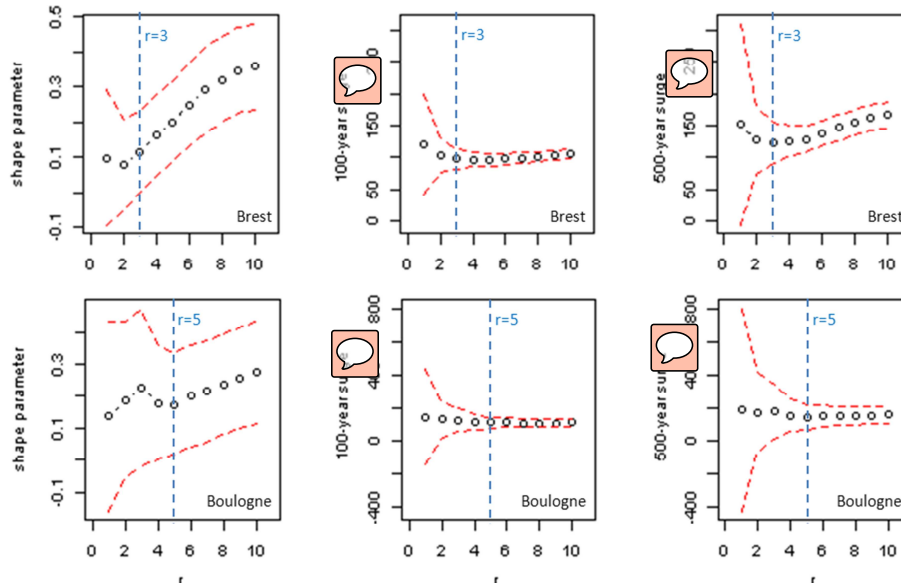 shape parameter
0.5
0.3
0.1
-0.1
r=3
Brest
0 2 4 6 8 10
100-year s
150
50
0
r=3
Brest
0 2 4 6 8 10
500-year surge
150
50
0
r=3
Brest
0 2 4 6 8 10
shape parameter
0.3
0.1
-0.1
r=5
Boulogne
0 2 4 6 8 10
r
100-year su
800
0
-400
r=5
Boulogne
0 2 4 6 8 10
r
500-year surge
800
400
0
-400
r=5
Boulogne
0 2 4 6 8 10
r